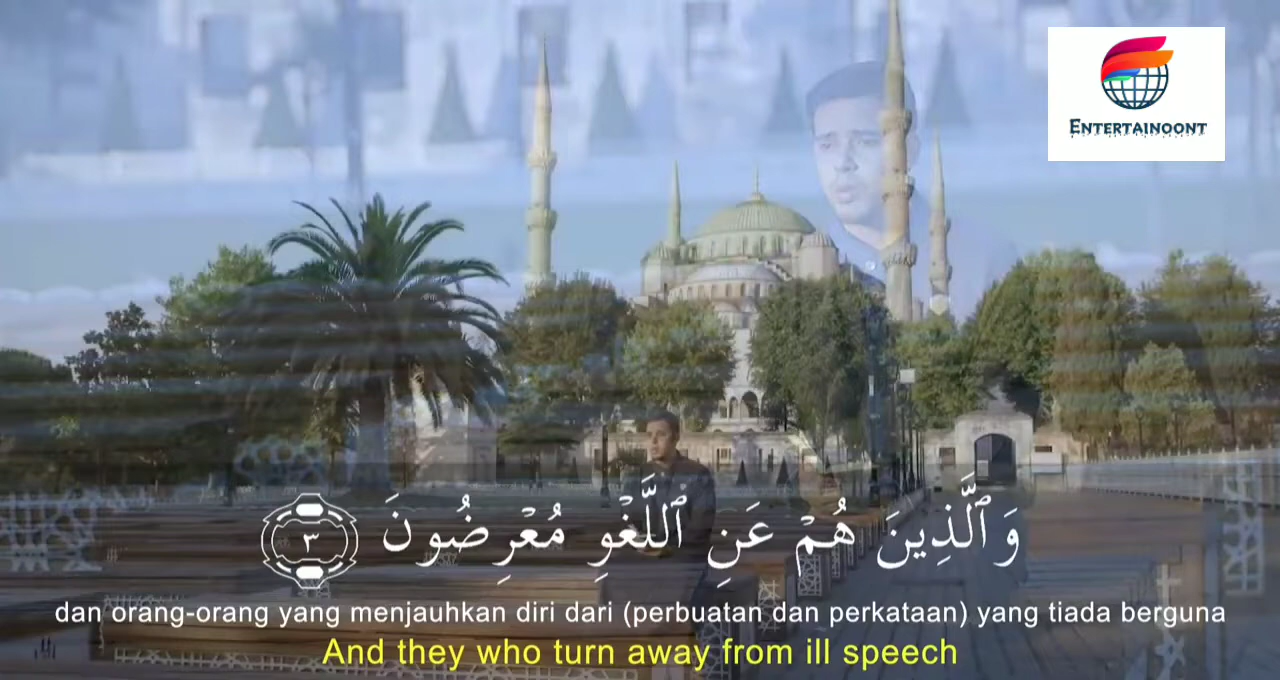 ENTERTAINOONT
وَٱلَّذِينَ هُمْ عَنِ ٱللَّغْوِ مُعْرِضُونَ ٣
dan orang-orang yang menjauhkan diri dari (perbuatan dan perkataan) yang tiada berguna
And they who turn away from ill speech